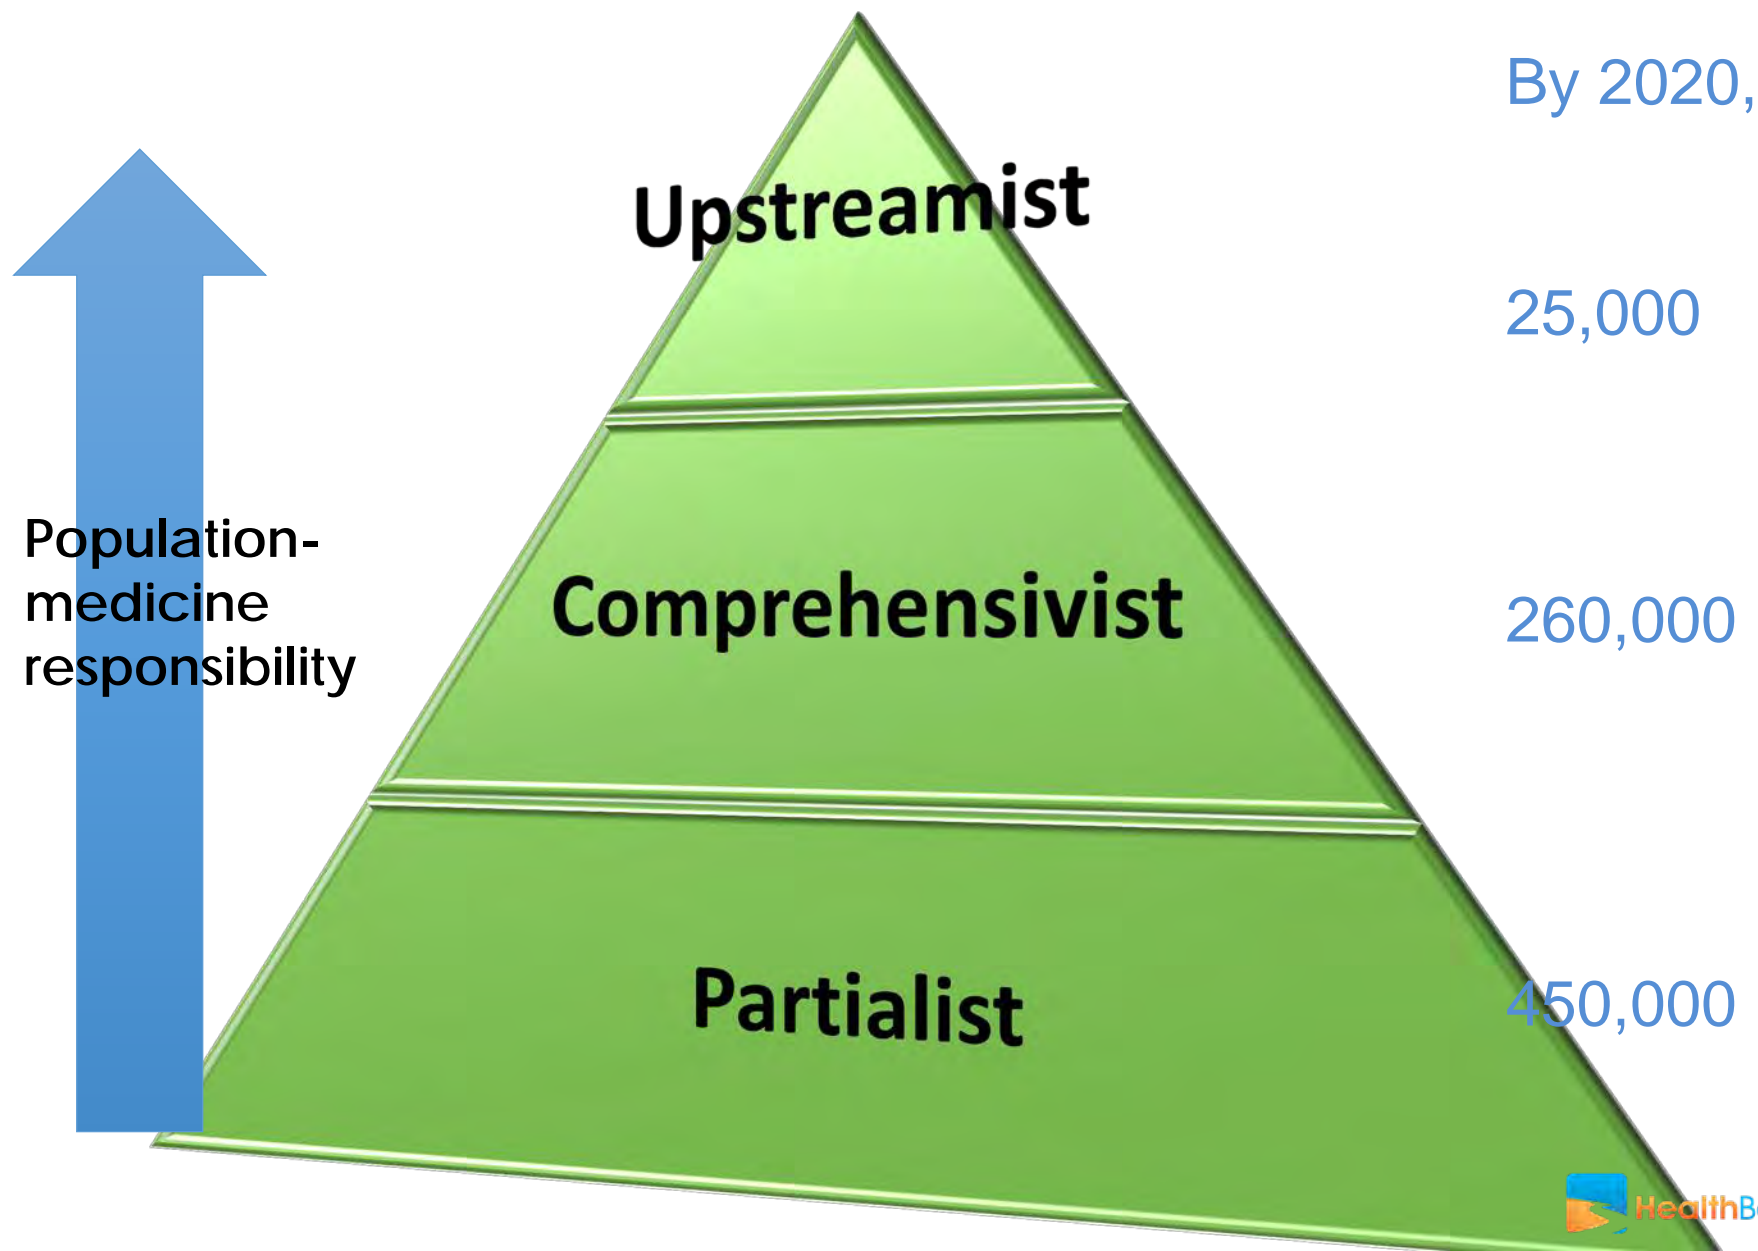 By 2020,
Upstreamist
25,000
Population-
medicine
responsibility
Comprehensivist
260,000
Partialist
450,000